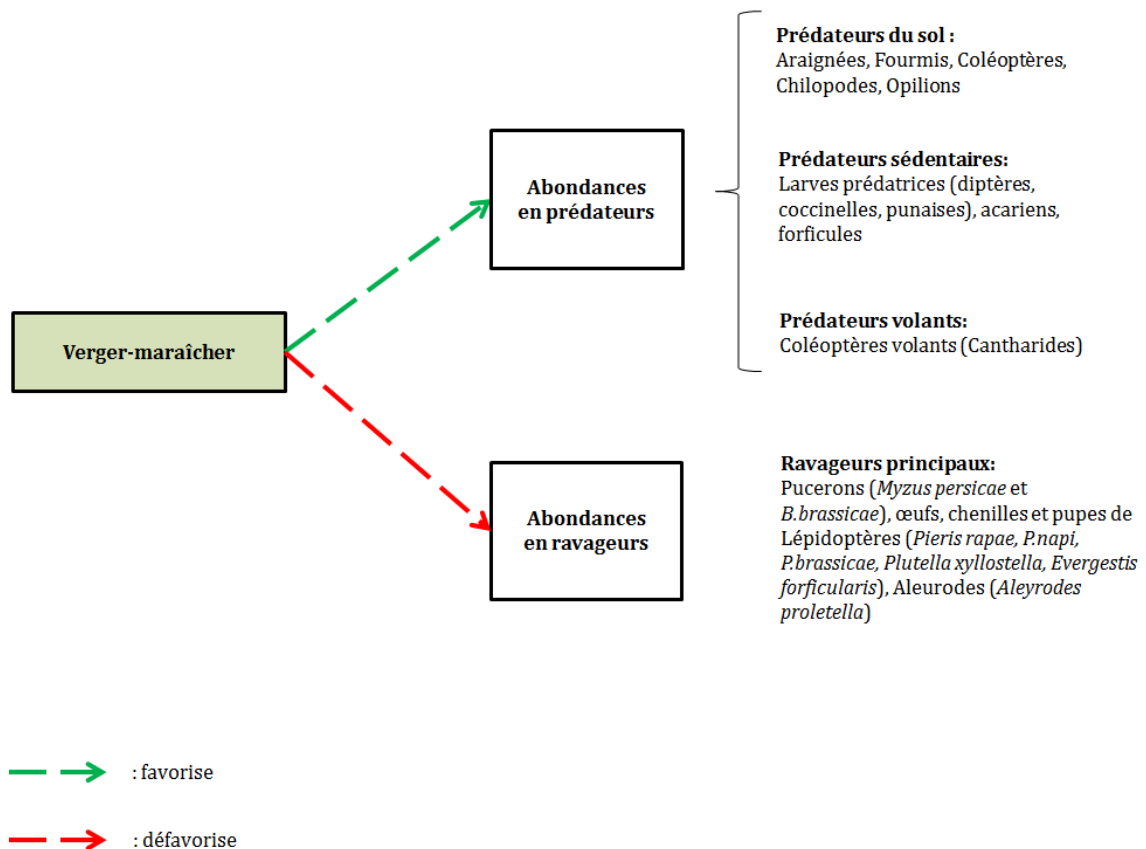 Prédateurs du sol :
Araignées, Fourmis, Coléoptères,
Chilopodes, Opilions
Abondances
en prédateurs
Prédateurs sédentaires:
Larves prédatrices (diptères,
coccinelles, punaises), acariens,
forficules
Prédateurs volants:
Coléoptères volants (Cantharides)
Verger-maraîcher
Abondances
en ravageurs
Ravageurs principaux:
Pucerons (Myzus persicae et
B.brassicae), œufs, chenilles et pupes de
Lépidoptères (Pieris rapae, P.napi,
P.brassicae, Plutella xyllostella, Evergestis
forficularis), Aleurodes (Aleyrodes
proletella)
: favorise
: défavorise